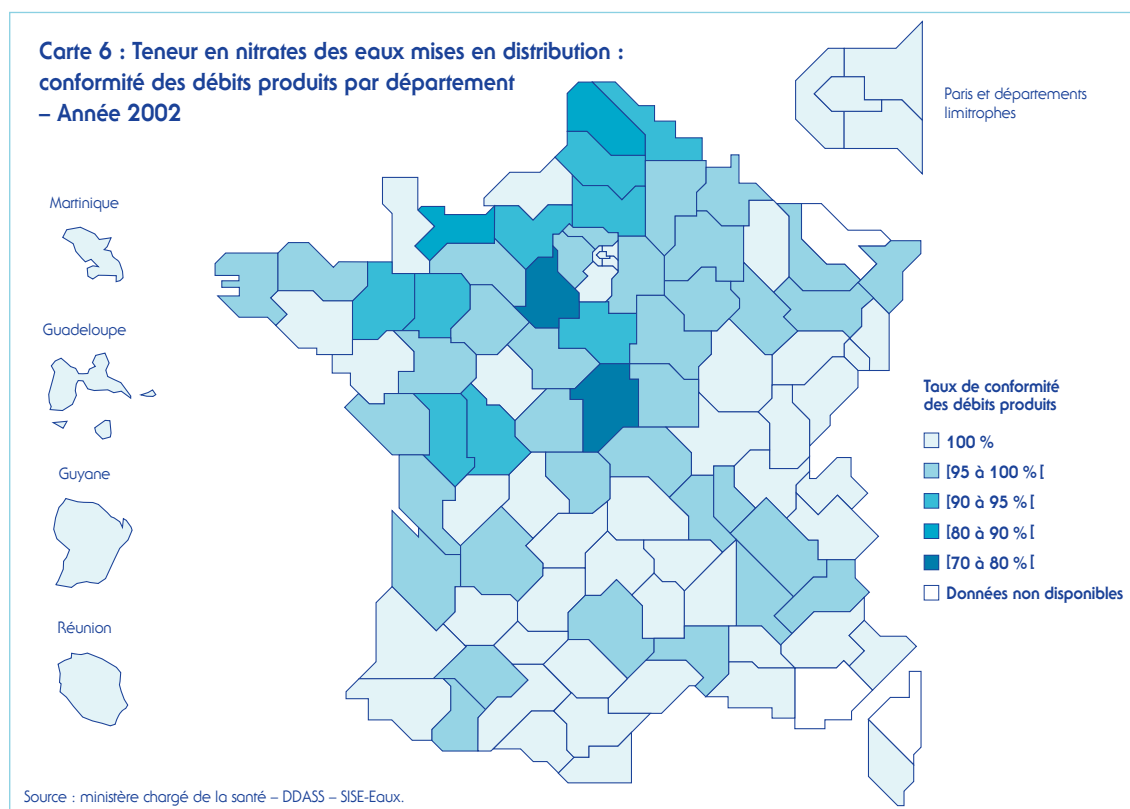 Carte 6 : Teneur en nitrates des eaux mises en distribution :
conformité des débits produits par département
– Année 2002
Paris et départements
limitrophes
Martinique
Guadeloupe
Guyane
Réunion
Taux de conformité
des débits produits
100 %
[95 à 100 % [
[90 à 95 % [
[80 à 90 % [
[70 à 80 % [
Données non disponibles
Source : ministère chargé de la santé – DDASS – SISE-Eaux.